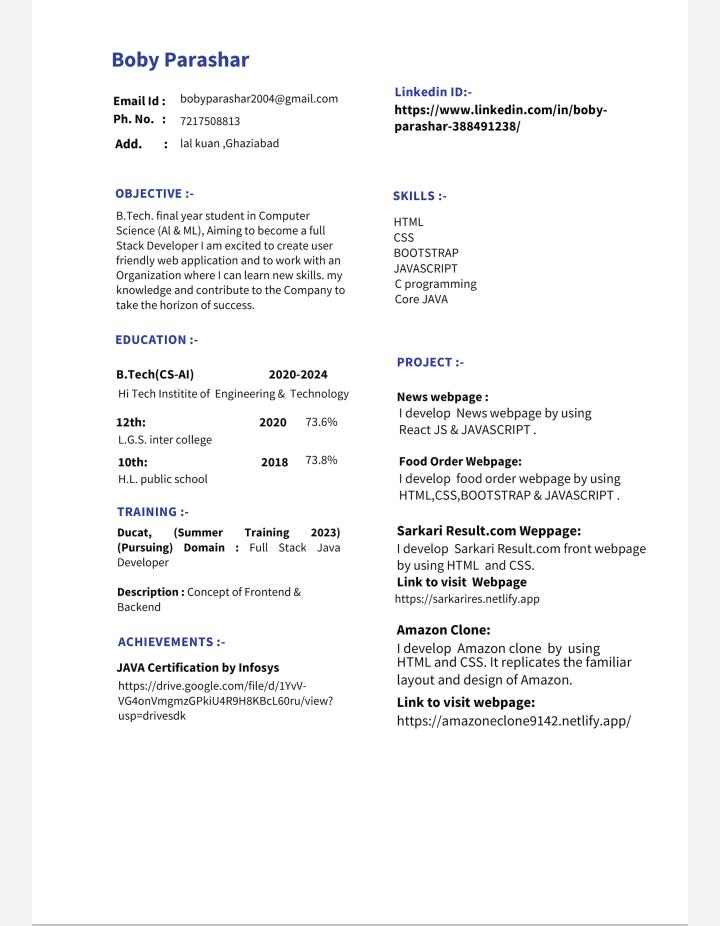 Boby Parashar
Email Id : bobyparashar2004@gmail.com
Ph. No. : 7217508813
Add. : lal kuan ,Ghaziabad
OBJECTIVE :-
B.Tech. final year student in Computer
Science (AI & ML), Aiming to become a full
Stack Developer I am excited to create user
friendly web application and to work with an
Organization where I can learn new skills. my
knowledge and contribute to the Company to
take the horizon of success.
EDUCATION :-
B.Tech(CS-AI) 2020-2024
Hi Tech Institite of Engineering & Technology
12th: 2020 73.6%
L.G.S. inter college
10th: 2018 73.8%
H.L. public school
TRAINING :-
Ducat, (Summer Training 2023)
(Pursuing) Domain : Full Stack Java
Developer
Description : Concept of Frontend &
Backend
ACHIEVEMENTS :-
JAVA Certification by Infosys
https://drive.google.com/file/d/1YvV-
VG4onVmgmzGPkiU4R9H8KBcL60ru/view?
usp=drivesdk
Linkedin ID:-
https://www.linkedin.com/in/boby-
parashar-388491238/
SKILLS :-
HTML
CSS
BOOTSTRAP
JAVASCRIPT
C programming
Core JAVA
PROJECT :-
News webpage :
I develop News webpage by using
React JS & JAVASCRIPT .
Food Order Webpage:
I develop food order webpage by using
HTML,CSS,BOOTSTRAP & JAVASCRIPT .
Sarkari Result.com Weppage:
I develop Sarkari Result.com front webpage
by using HTML and CSS.
Link to visit Webpage
https://sarkarires.netlify.app
Amazon Clone:
I develop Amazon clone by using
HTML and CSS. It replicates the familiar
layout and design of Amazon.
Link to visit webpage:
https://amazoneclone9142.netlify.app/